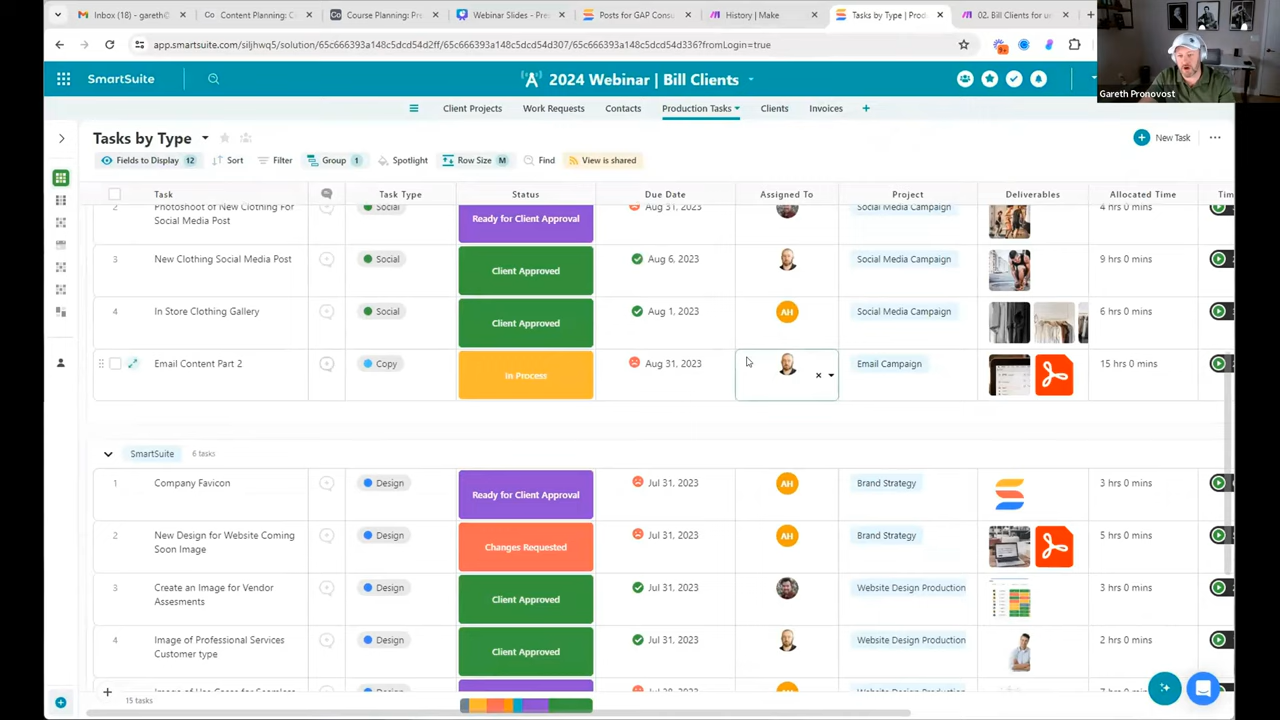 Inbox (18) -gareth@
Content Planning: C
Course Planning: Pr
Webinar Slides - Pre
Posts for GAP Const
History | Make
Tasks by Type | Proc
02. Bill Clients for u
app.smartsuite.com/siljhwq5/solution/65c666393a148c5dcd54d2ff/65c666393a148c5dcd54d307/65c666393a148c5dcd54d336?fromLogin=true
Gareth Pronovost
SmartSuite
2024 Webinar | Bill Clients
Client Projects
Work Requests
Contacts
Production Tasks
Clients
Invoices
Tasks by Type
New Task
Fields to Display 12
Sort
Filter
Group 1
Spotlight
Row Size M
Find
View is shared
Task
Task Type
Status
Due Date
Assigned To
Project
Deliverables
Allocated Time
Tim
2 Photoshoot of New Clothing For Social Ready for Client Approval Aug 31, 2023 Social Media Campaign 4 hrs 0 mins
Social Media Post
3 New Clothing Social Media Post Social Client Approved Aug 6, 2023 Social Media Campaign 9 hrs 0 mins
4 In Store Clothing Gallery Social Client Approved Aug 1, 2023 AH Social Media Campaign 6 hrs 0 mins
Email Content Part 2 Copy In Process Aug 31, 2023 Email Campaign 15 hrs 0 mins
SmartSuite 6 tasks
1 Company Favicon Design Ready for Client Approval Jul 31, 2023 AH Brand Strategy 3 hrs 0 mins
2 New Design for Website Coming Design Changes Requested Jul 31, 2023 AH Brand Strategy 5 hrs 0 mins
Soon Image
3 Create an Image for Vendor Design Client Approved Jul 31, 2023 Website Design Production 3 hrs 0 mins
Assesments
4 Image of Professional Services Design Client Approved Jul 31, 2023 Website Design Production 2 hrs 0 mins
Customer type
15 tasks